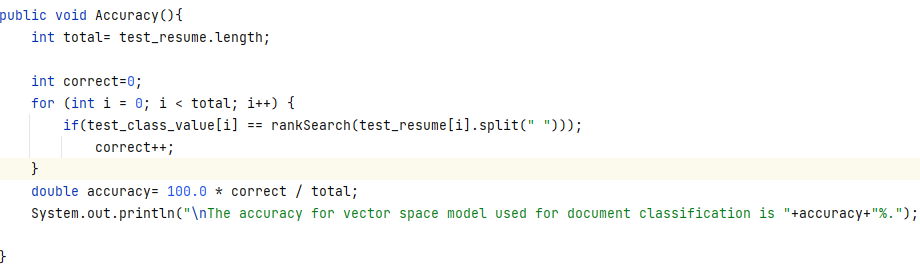 public void Accuracy(){
int total= test_resume.length;
int correct=0;
for (int i = 0; i < total; i++) {
if(test_class_value[i] == rankSearch(test_resume[i].split(" ")));
correct++;
}
double accuracy= 100.0 * correct / total;
System.out.println("\nThe accuracy for vector space model used for document classification is "+accuracy+"%.");
}